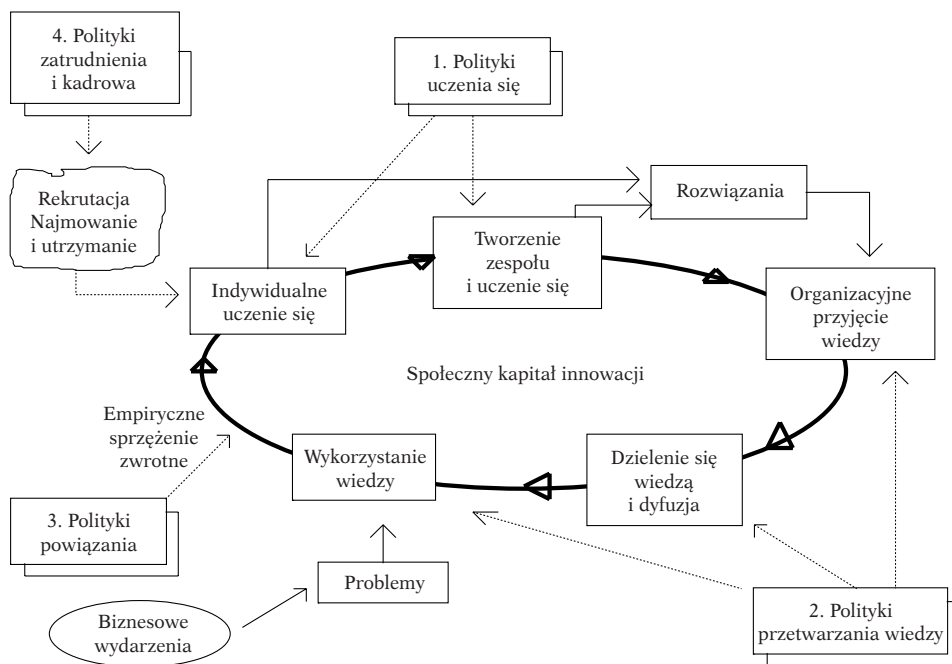 4. Polityki
zatrudnienia
i kadrowa
1. Polityki
uczenia się
Rekrutacja
Najmowanie
i utrzymanie
Rozwiązania
Tworzenie
zespołu
i uczenie się
Indywidualne
uczenie się
Organizacyjne
przyjęcie
wiedzy
Społeczny kapitał innowacji
Empiryczne
sprzężenie
zwrotne
Wykorzystanie
wiedzy
Dzielenie się
wiedzą
i dyfuzja
3. Polityki
powiązania
Problemy
Biznesowe
wydarzenia
2. Polityki
przetwarzania wiedzy